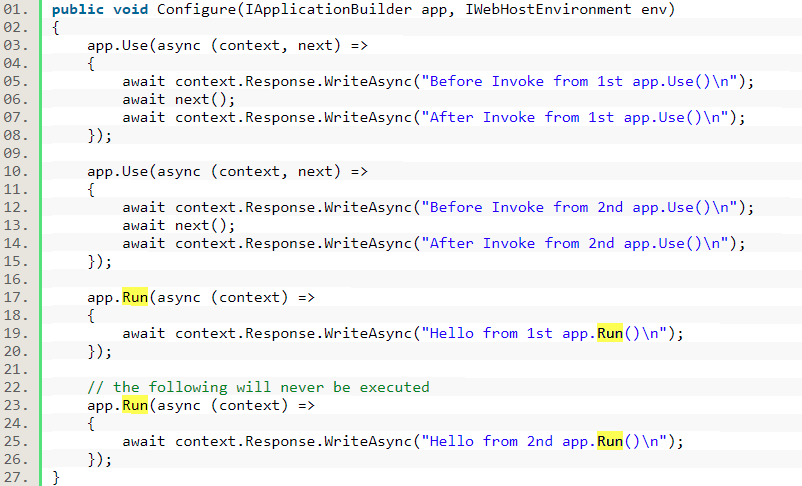 01. public void Configure(IApplicationBuilder app, IWebHostEnvironment env)
02. {
03.     app.Use(async (context, next) =>
04.     {
05.         await context.Response.WriteAsync("Before Invoke from 1st app.Use()\n");
06.         await next();
07.         await context.Response.WriteAsync("After Invoke from 1st app.Use()\n");
08.     });
09.
10.     app.Use(async (context, next) =>
11.     {
12.         await context.Response.WriteAsync("Before Invoke from 2nd app.Use()\n");
13.         await next();
14.         await context.Response.WriteAsync("After Invoke from 2nd app.Use()\n");
15.     });
16.
17.     app.Run(async (context) =>
18.     {
19.         await context.Response.WriteAsync("Hello from 1st app.Run()\n");
20.     });
21.
22.     // the following will never be executed
23.     app.Run(async (context) =>
24.     {
25.         await context.Response.WriteAsync("Hello from 2nd app.Run()\n");
26.     });
27. }